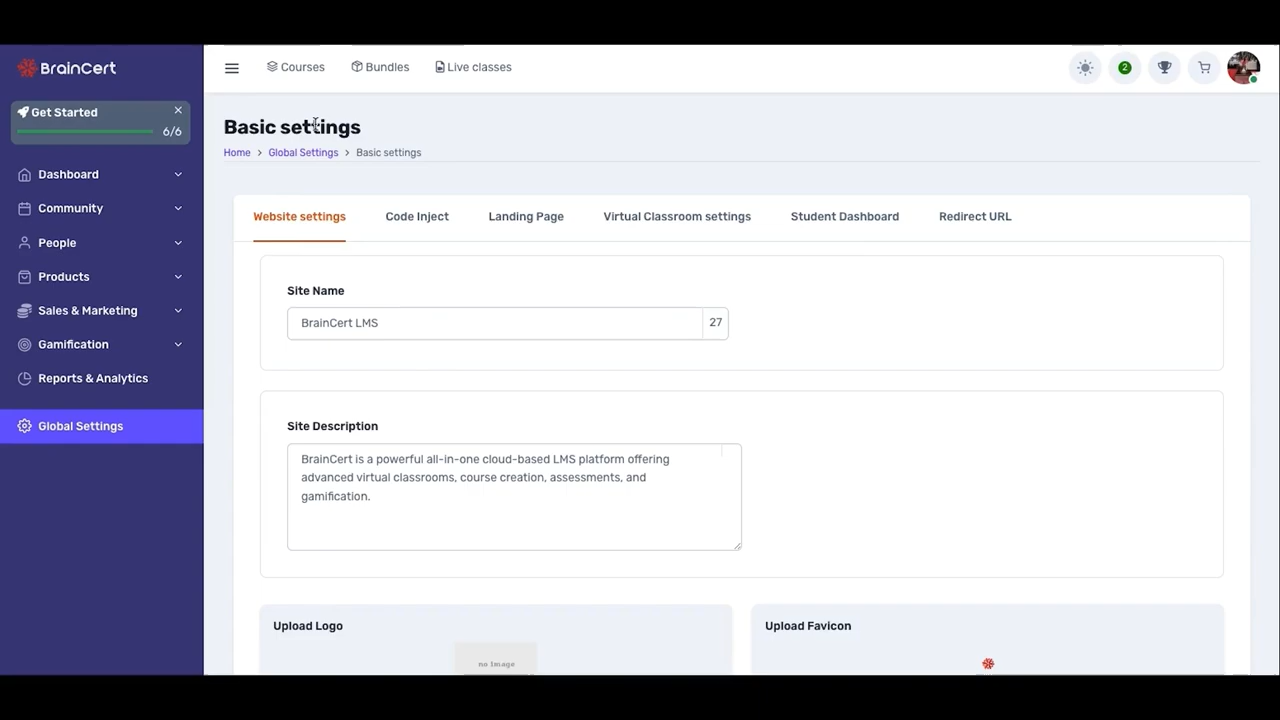 BrainCert
Courses
Bundles
Live classes
2
Get Started
6/6
Dashboard
Community
People
Products
Sales & Marketing
Gamification
Reports & Analytics
Global Settings
Basic settings
Home > Global Settings > Basic settings
Website settings
Code Inject
Landing Page
Virtual Classroom settings
Student Dashboard
Redirect URL
Site Name
BrainCert LMS
27
Site Description
BrainCert is a powerful all-in-one cloud-based LMS platform offering
advanced virtual classrooms, course creation, assessments, and
gamification.
Upload Logo
no image
Upload Favicon